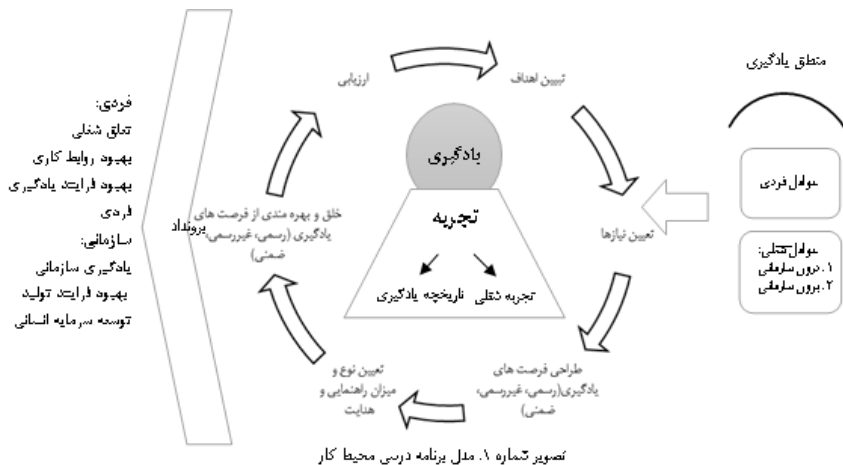 منطق یادگیری
عوامل فردی
عوامل شغلی:
۱. درون سازمانی
۲. برون سازمانی
تبیین اهداف
تعیین نیازها
طراحی فرصت های
یادگیری(رسمی، غیررسمی،
ضمنی)
تعیین نوع و
میزان راهنمایی و
هدایت
خلق و بهره مندی از فرصت های
یادگیری (رسمی، غیررسمی،
ضمنی)
ارزیابی
یادگیری
تجربه
تجربه شغلی
تاریخچه یادگیری
برونداد
فردی:
تعلق شغلی
بهبود روابط کاری
بهبود فرایند یادگیری
فردی
سازمانی:
یادگیری سازمانی
بهبود فرایند تولید
توسعه سرمایه انسانی
تصویر شماره ۱. مدل برنامه درسی محیط کار